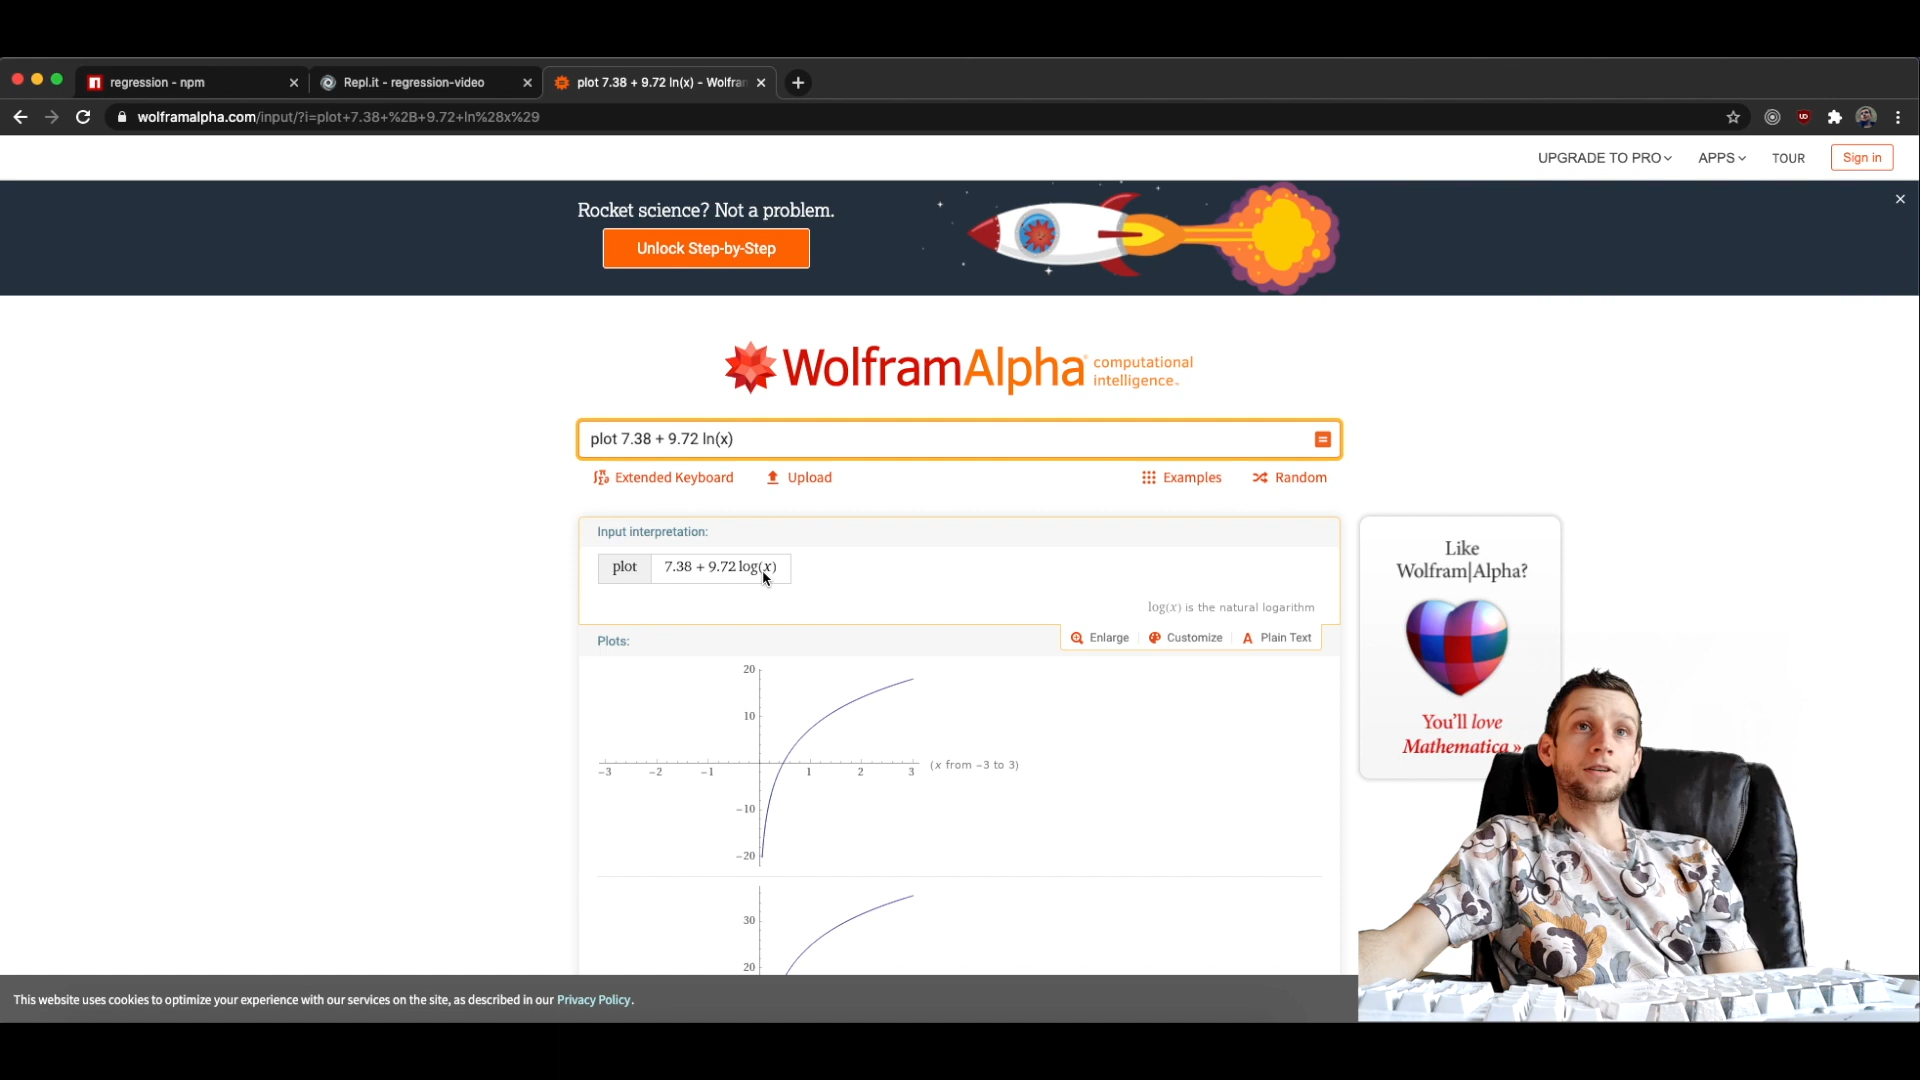 regression - npm
Repl.it - regression-video
plot 7.38 + 9.72 ln(x) - Wolfram
wolframalpha.com/input/?i=plot+7.38+%2B+9.72+ln%28x%29
UPGRADE TO PRO
APPS
TOUR
Sign in
Rocket science? Not a problem.
Unlock Step-by-Step
WolframAlpha computational
intelligence.
plot 7.38 + 9.72 ln(x)
Extended Keyboard
Upload
Examples
Random
Input interpretation:
plot
7.38 + 9.72 log(x)
log(x) is the natural logarithm
Plots:
Enlarge
Customize
Plain Text
20
10
-3 -2 -1 1 2 3
(x from -3 to 3)
-10
-20
30
20
Like
Wolfram|Alpha?
You'll love
Mathematica »
This website uses cookies to optimize your experience with our services on the site, as described in our Privacy Policy.